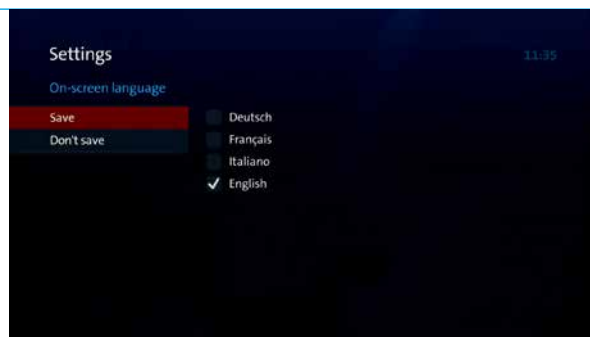 Settings
11:35
On-screen language
Save
Don't save
Deutsch
Français
Italiano
English